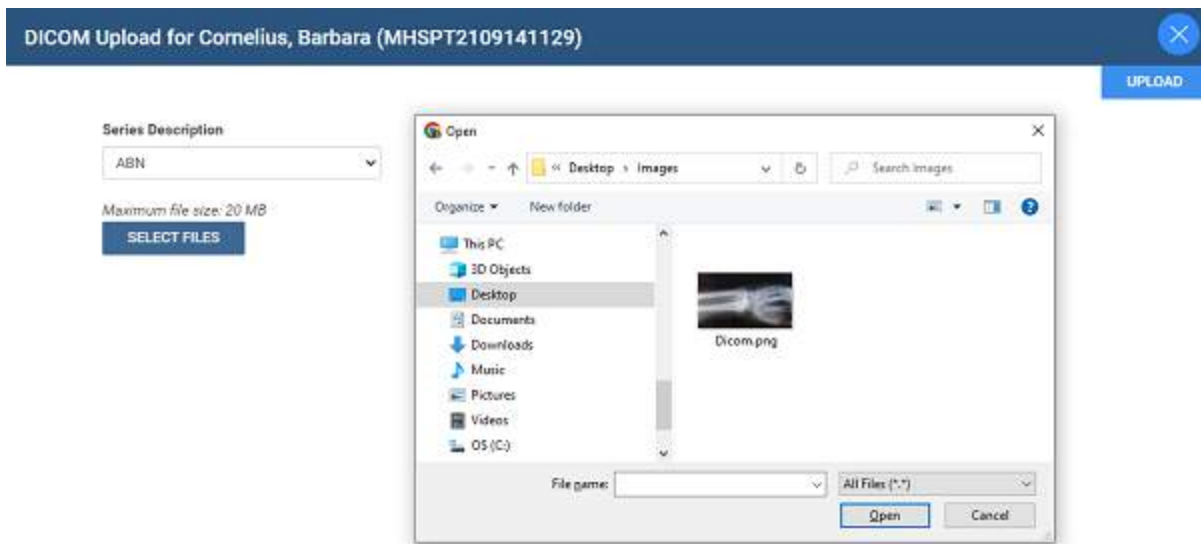 DICOM Upload for Cornelius, Barbara (MHSPT2109141129)
UPLOAD
Series Description
ABN
Maximum file size: 20 MB
SELECT FILES
Open
« Desktop › Images
Search Images
Organize
New folder
This PC
3D Objects
Desktop
Documents
Downloads
Music
Pictures
Videos
OS (C:)
Dicom.png
File name:
All Files (*.*)
Open
Cancel